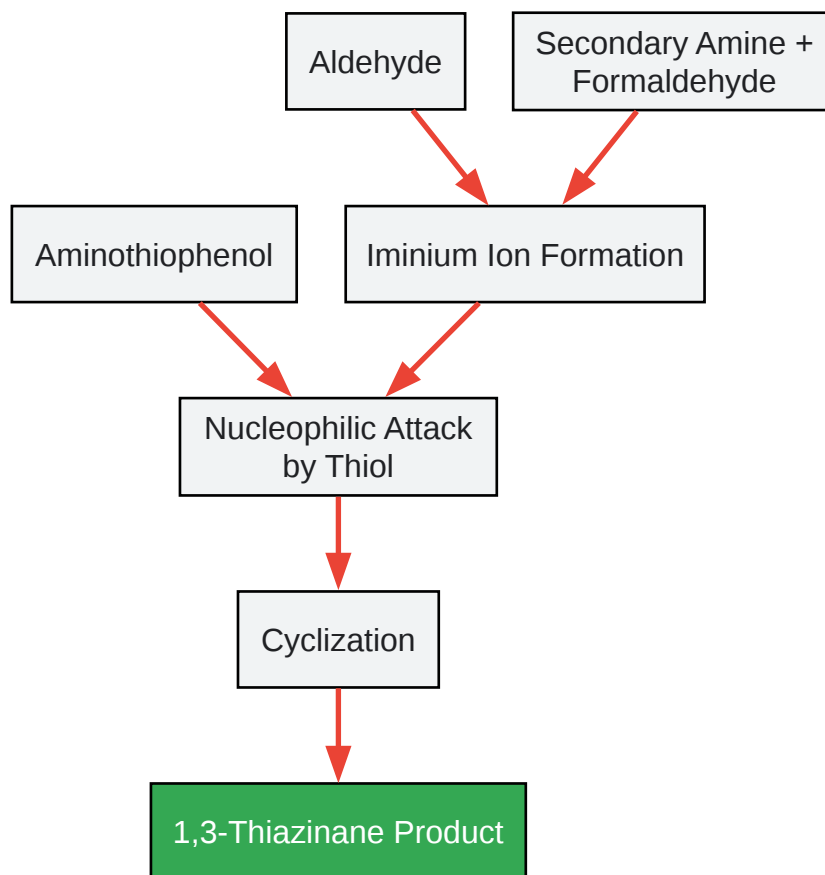 Aldehyde
Secondary Amine +
Formaldehyde
Aminothiophenol
Iminium Ion Formation
Nucleophilic Attack
by Thiol
Cyclization
1,3-Thiazinane Product